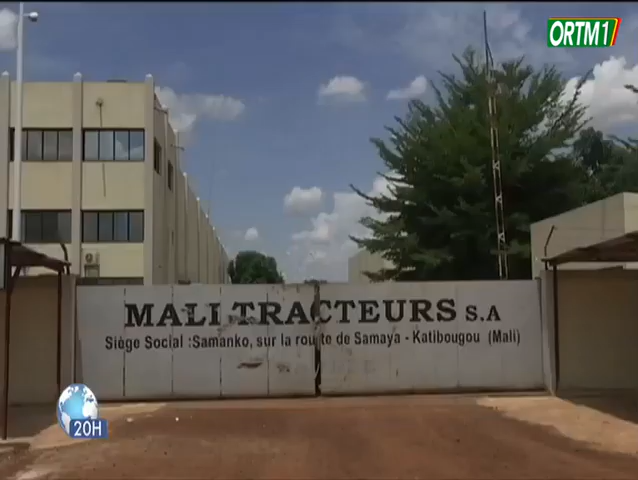 ORTM1
MALI TRACTEURS S.A
Siège Social :Samanko, sur la route de Samaya - Katibougou (Mali)
20H